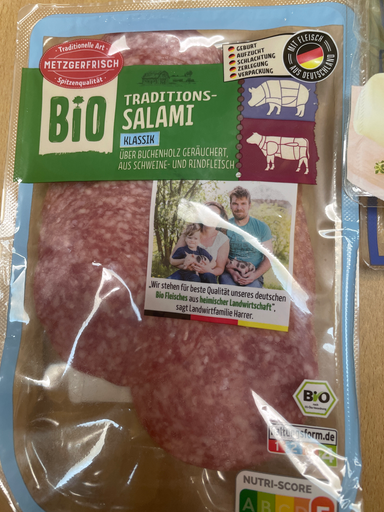 Traditionelle Art
METZGERFRISCH
Spitzenqualität
BiO
TRADITIONS-
SALAMI
KLASSIK
ÜBER BUCHENHOLZ GERÄUCHERT,
AUS SCHWEINE- UND RINDFLEISCH
GEBURT
AUFZUCHT
SCHLACHTUNG
ZERLEGUNG
VERPACKUNG
MIT FLEISCH
AUS DEUTSCHLAND
„Wir stehen für beste Qualität unseres deutschen
Bio Fleisches aus heimischer Landwirtschaft",
sagt Landwirtfamilie Harrer.
BiO
haltungsform.de
NUTRI-SCORE
A B C D E